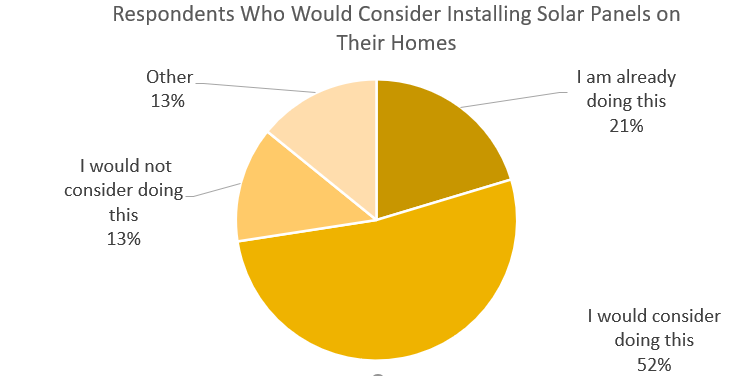 Respondents Who Would Consider Installing Solar Panels on
Their Homes
Other
13%
I am already
doing this
21%
I would not
consider doing
this
13%
I would consider
doing this
52%